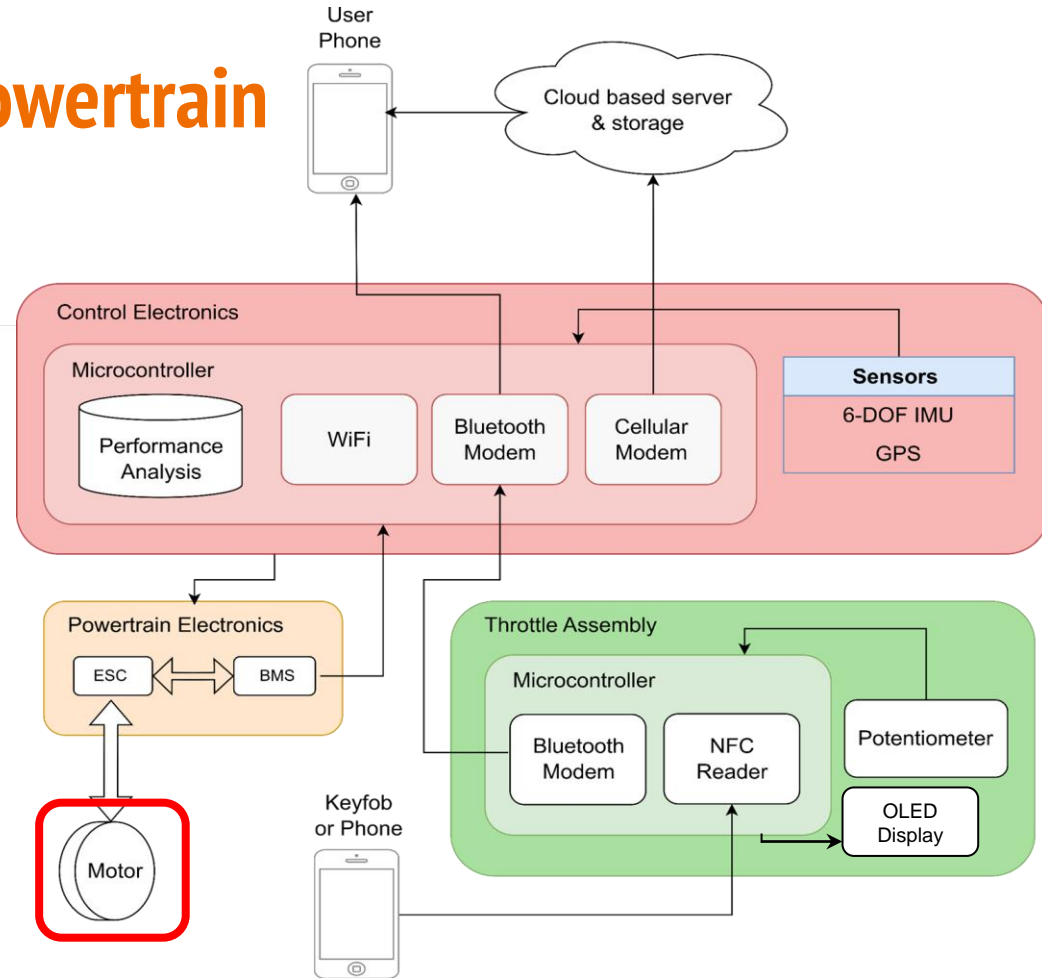 User
Phone
owertrain
Cloud based server
& storage
Control Electronics
Microcontroller
Performance
Analysis
WiFi
Bluetooth
Modem
Cellular
Modem
Sensors
6-DOF IMU
GPS
Powertrain Electronics
ESC
BMS
Motor
Throttle Assembly
Microcontroller
Bluetooth
Modem
NFC
Reader
Potentiometer
OLED
Display
Keyfob
or Phone